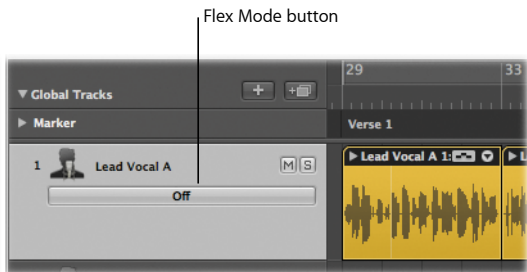 Flex Mode button
29 33
Global Tracks
Marker Verse 1
1 Lead Vocal A M S Lead Vocal A 1: L
Off